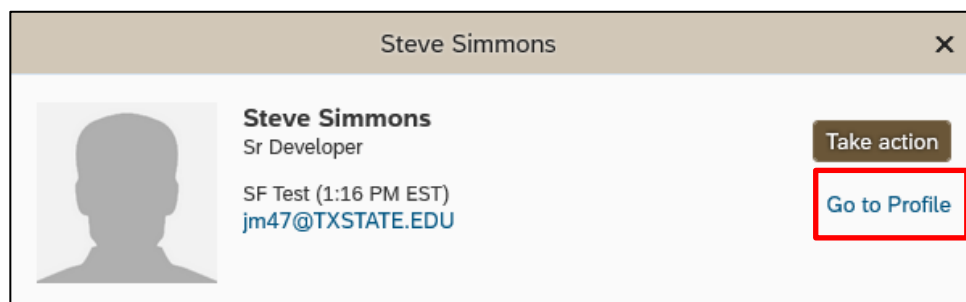 Steve Simmons
Steve Simmons
Sr Developer
Take action
SF Test (1:16 PM EST)
Go to Profile
jm47@TXSTATE.EDU